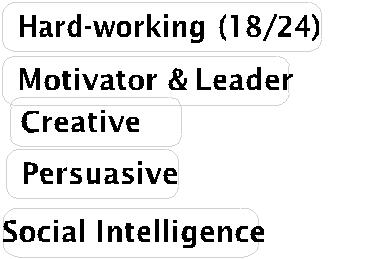 Hard-working (18/24)
Motivator & Leader
Creative
Persuasive
Social Intelligence